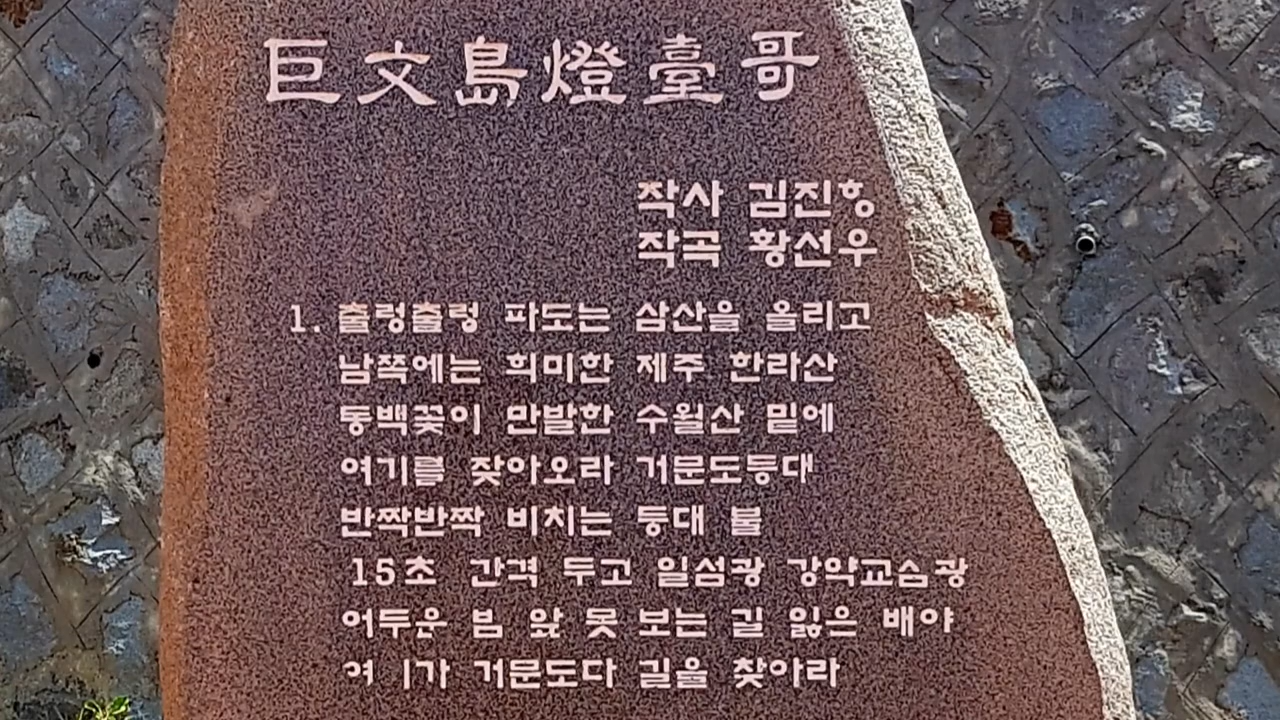 巨文島燈臺哥
작사 김진항
작곡 황선우
1. 출렁출렁 파도는 삼산을 올리고
남쪽에는 희미한 제주 한라산
동백꽃이 만발한 수월산 밑에
여기를 잦아오라 거문도등대
반짝반짝 비치는 등대 불
15초 간격 두고 일섬광 강약교섬광
어두운 밤 앞 못 보는 길 잃은 배야
여기가 거문도다 길을 찾아라